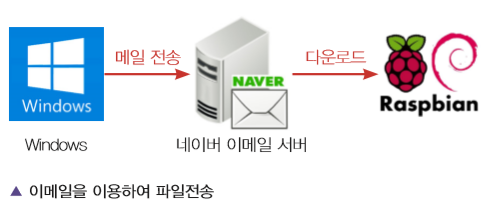 메일 전송
다운로드
Windows
NAVER
Raspbian
Windows
네이버 이메일 서버
▲ 이메일을 이용하여 파일전송